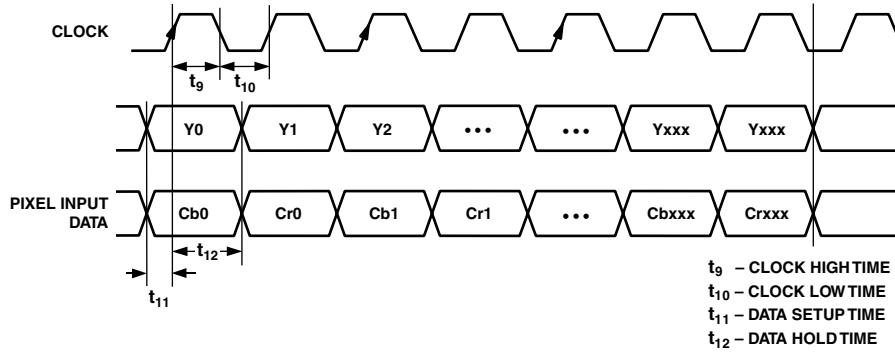 CLOCK
t9 t10
Y0 Y1 Y2 ••• ••• Yxxx Yxxx
PIXEL INPUT
DATA
Cb0 Cr0 Cb1 Cr1 ••• Cbxxx Crxxx
t12
t11
t9 – CLOCK HIGH TIME
t10 – CLOCK LOW TIME
t11 – DATA SETUP TIME
t12 – DATA HOLD TIME